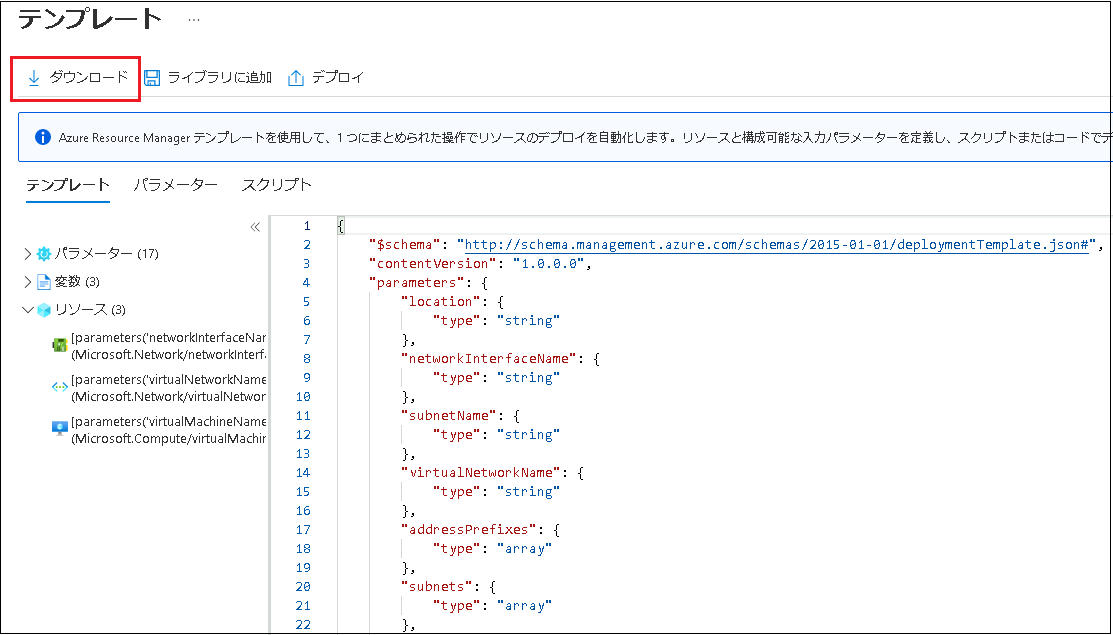 テンプレート ...
ダウンロード ライブラリに追加 デプロイ
Azure Resource Manager テンプレートを使用して、1 つにまとめられた操作でリソースのデプロイを自動化します。リソースと構成可能な入力パラメーターを定義し、スクリプトまたはコードでデ
テンプレート パラメーター スクリプト
«
パラメーター (17)
変数 (3)
リソース (3)
[parameters('networkInterfaceNar
(Microsoft.Network/networkInterfa
[parameters('virtualNetworkName
(Microsoft.Network/virtualNetwor
[parameters('virtualMachineName
(Microsoft.Compute/virtualMachin
1 {
2 "$schema": "http://schema.management.azure.com/schemas/2015-01-01/deploymentTemplate.json#",
3 "contentVersion": "1.0.0.0",
4 "parameters": {
5 "location": {
6 "type": "string"
7 },
8 "networkInterfaceName": {
9 "type": "string"
10 },
11 "subnetName": {
12 "type": "string"
13 },
14 "virtualNetworkName": {
15 "type": "string"
16 },
17 "addressPrefixes": {
18 "type": "array"
19 },
20 "subnets": {
21 "type": "array"
22 },